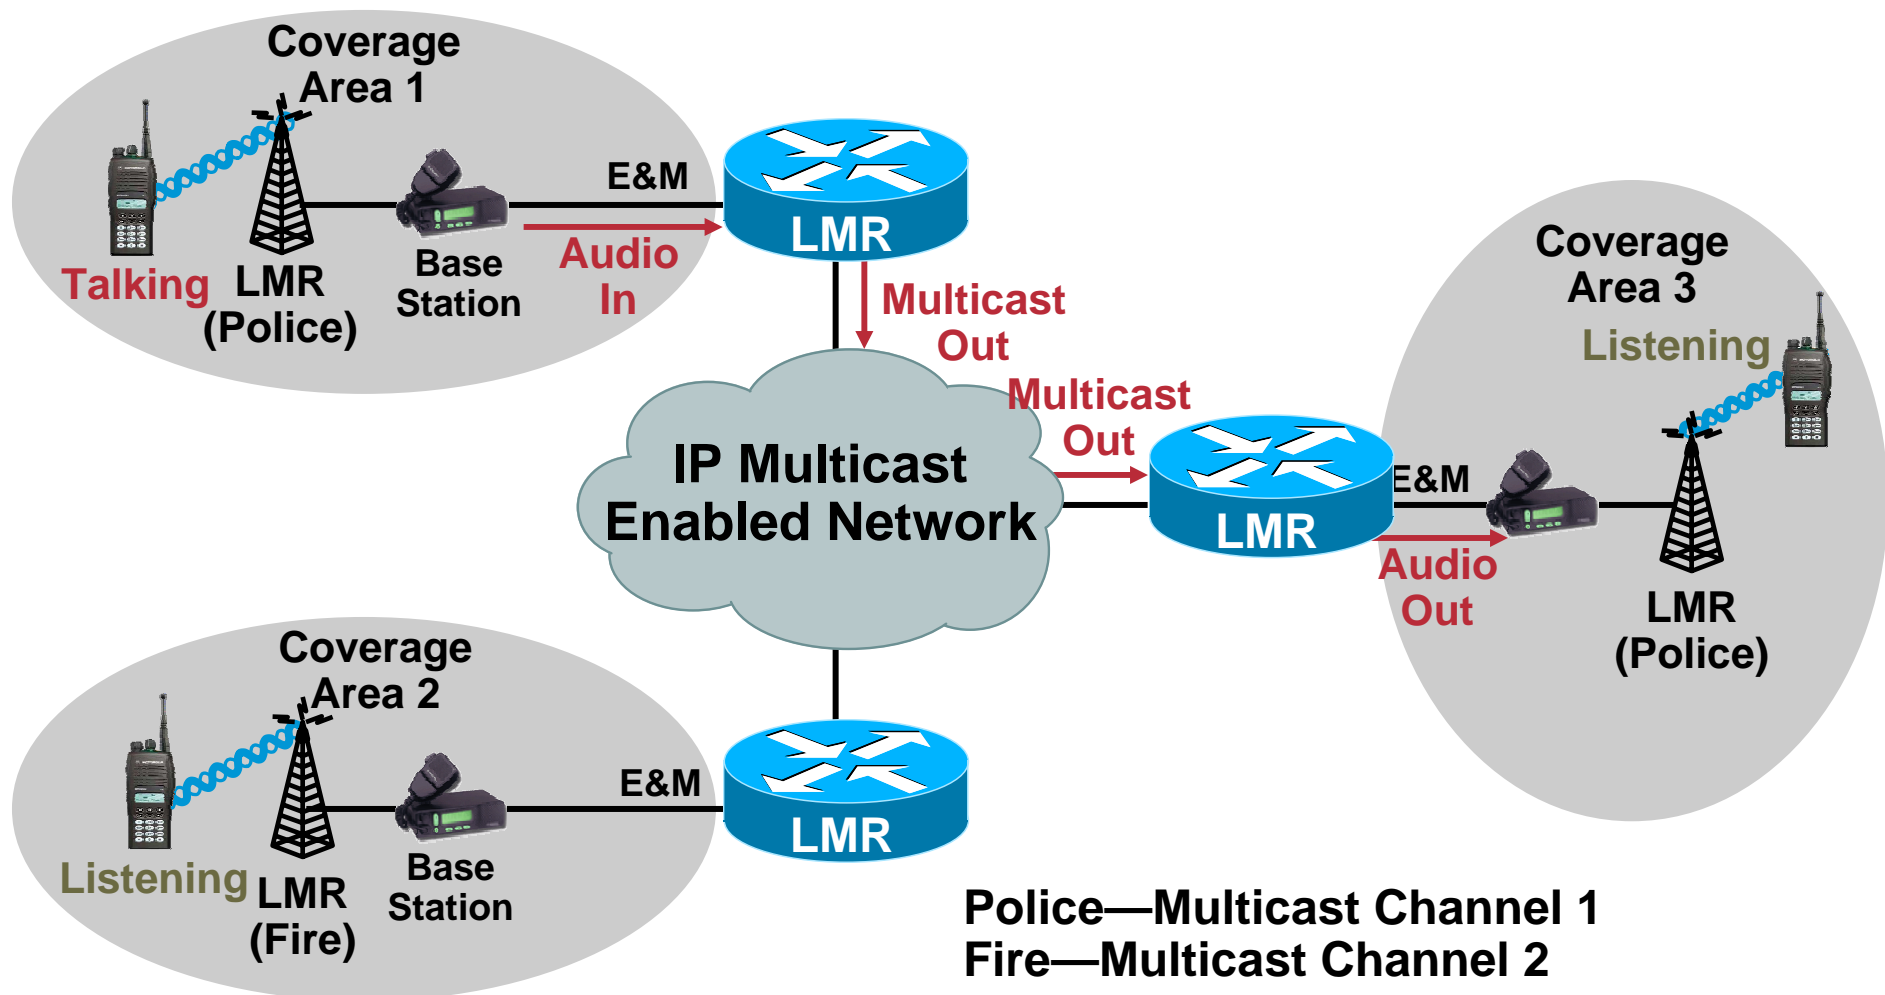 Coverage
Area 1
E&M
LMR
Talking
LMR
(Police)
Base
Station
Audio
In
Multicast
Out
Multicast
Out
IP Multicast
Enabled Network
LMR
Coverage
Area 3
Listening
E&M
Audio
Out
LMR
(Police)
Coverage
Area 2
E&M
LMR
Listening
LMR
(Fire)
Base
Station
Police—Multicast Channel 1
Fire—Multicast Channel 2